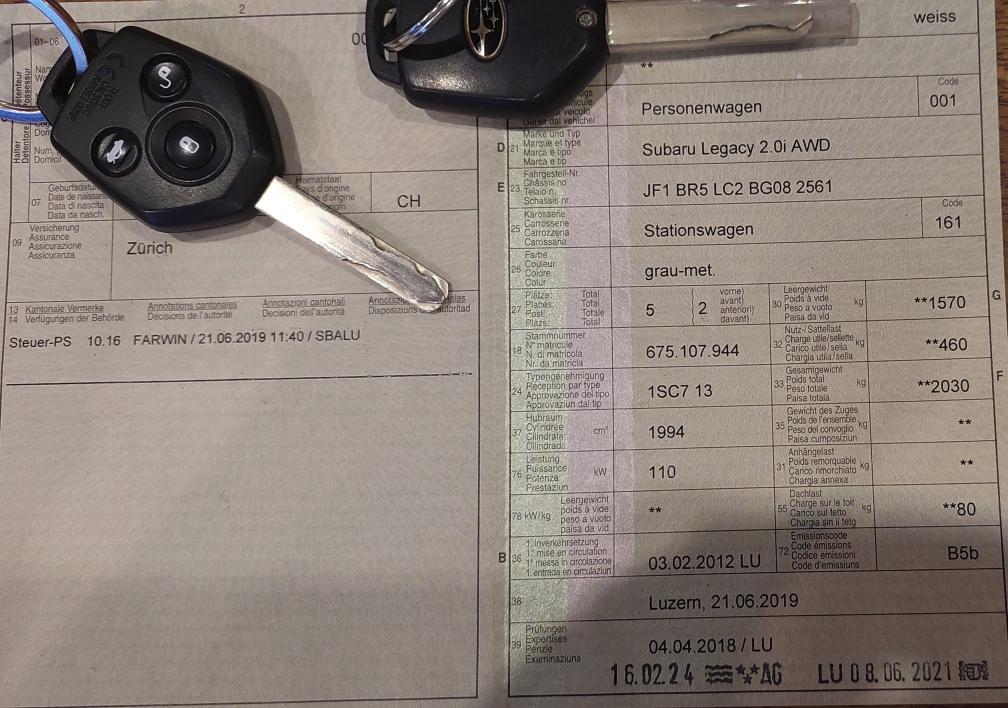 2
01-06
00
07
Geburtsdatum
Date de naissance
Data di nascita
Data da nasch.
Heimatstaat
Pays d'origine
CH
09
Versicherung
Assurance
Assicurazione
Assicuranza
Zürich
13 Kantonale Vermerke Annotations cantonales Annotazioni cantonali
14 Verfügungen der Behörde Décisions de l'autorité Decisioni dell'autorità
Steuer-PS 10.16 FARWIN / 21.06.2019 11:40 / SBALU
weiss
**
Personenwagen
Code
001
D 21
Marke und Typ
Marque et type
Marca e tipo
Marca e tip
Subaru Legacy 2.0i AWD
E 23
Fahrgestell-Nr.
Châssis no
Telaio n.
Schassis nr.
JF1 BR5 LC2 BG08 2561
25
Karosserie
Carrosserie
Carrozzeria
Carossaria
Stationswagen
Code
161
26
Farbe
Couleur
Colore
Colur
grau-met.
27
Plätze: Total
Places: Total
Posti: Totale
Plazs: Total
5
vorne)
avant)
anteriori)
davant)
2
30
Leergewicht
Poids à vide
Peso a vuoto
Paisa da vid
kg
**1570
G
18
Stammnummer
N° matricule
N. di matricola
Nr. da matricla
675.107.944
32
Nutz-/Sattellast
Charge utile/sellette
Carico utile/sella
Chargia utila/sella
kg
**460
24
Typengenehmigung
Réception par type
Approvazione del tipo
Approvaziun dal tip
1SC7 13
33
Gesamtgewicht
Poids total
Peso totale
Paisa totala
kg
**2030
F
37
Hubraum
Cylindrée
Cilindrata
Cilindrada
cm³
1994
35
Gewicht des Zuges
Poids de l'ensemble
Peso del convoglio
Paisa cumposiziun
kg
**
76
Leistung
Puissance
Potenza
Prestaziun
kW
110
31
Anhängelast
Poids remorquable
Carico rimorchiato
Chargia annexa
kg
**
78 kW/kg
Leergewicht
poids à vide
peso a vuoto
paisa da vid
**
55
Dachlast
Charge sur le toit
Carico sul tetto
Chargia sin il tetg
kg
**80
B 36
1. Inverkehrsetzung
1re mise en circulation
1a messa in circolazione
1. entrada en circulaziun
03.02.2012 LU
72
Emissionscode
Code émissions
Codice emissioni
Code d'emissiuns
B5b
38
Luzern, 21.06.2019
39
Prüfungen
Expertises
Perizie
Examinaziuns
04.04.2018 / LU
16.02.24 AG LU 08.06.2021